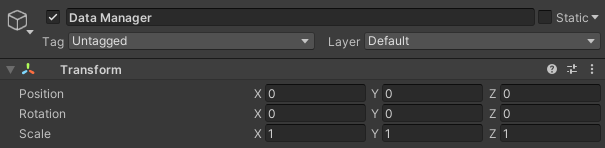 Data Manager Static
Tag Untagged Layer Default
Transform
Position X 0 Y 0 Z 0
Rotation X 0 Y 0 Z 0
Scale X 1 Y 1 Z 1